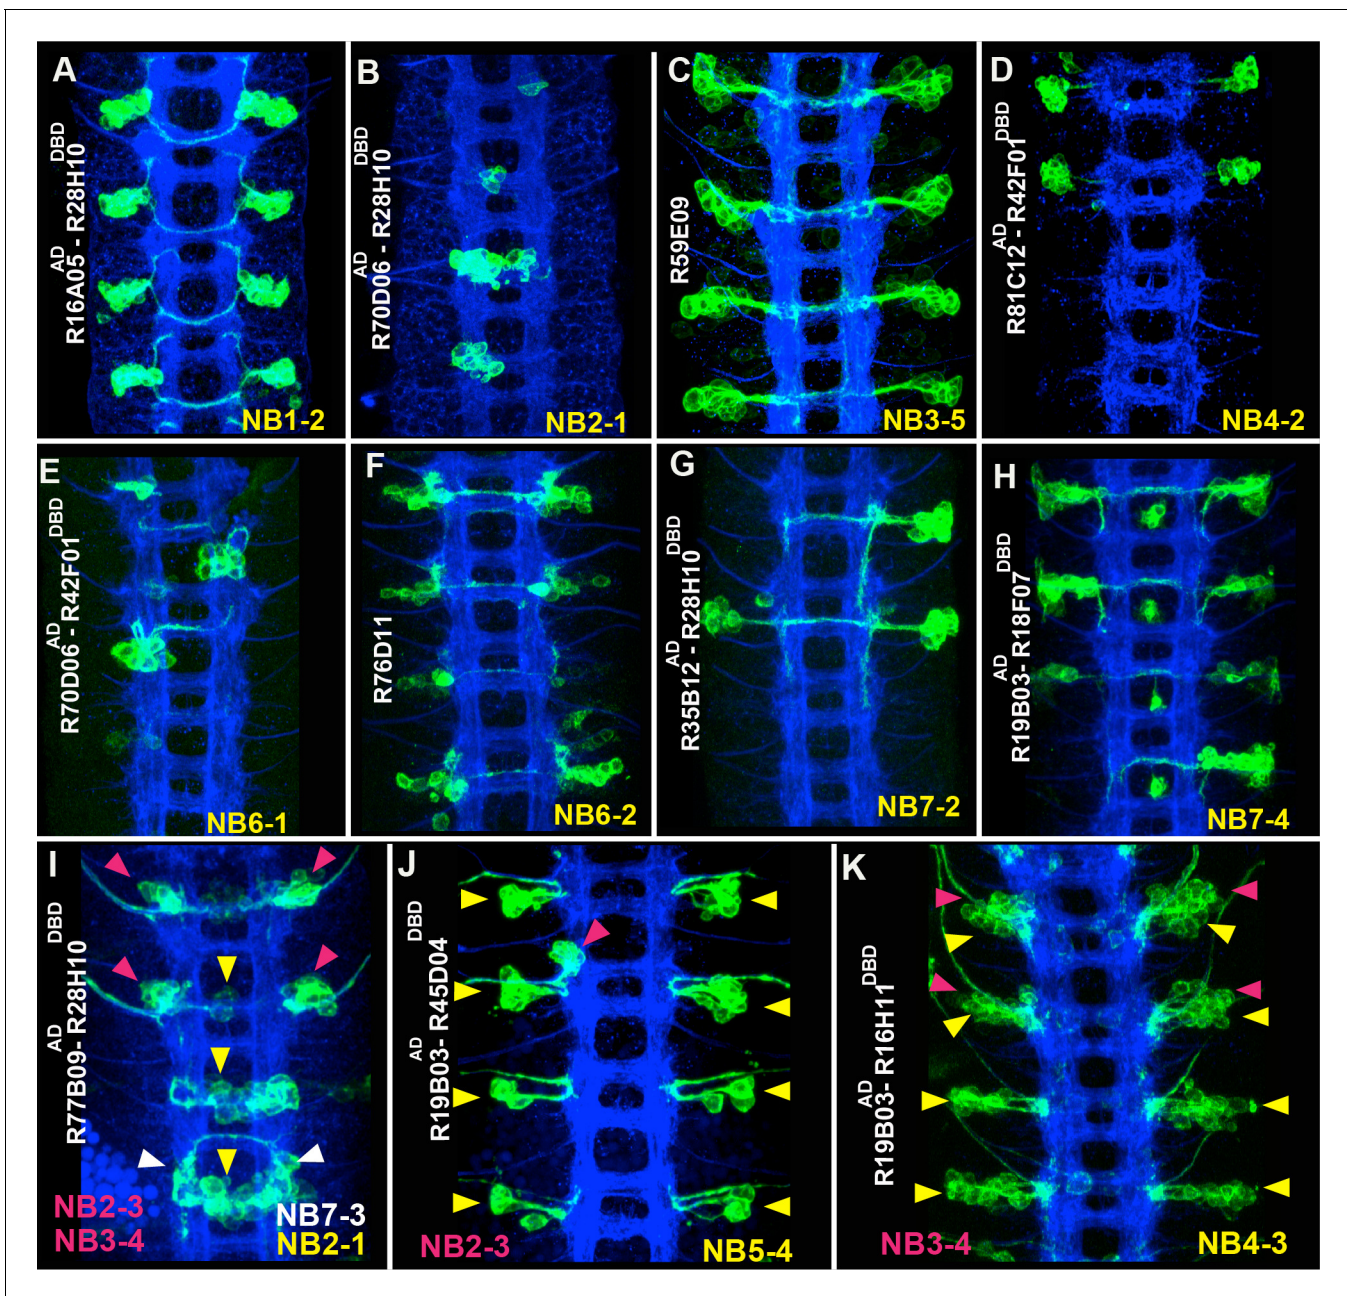 A
R16A05 AD - R28H10 DBD
NB1-2
B
R70D06 AD - R28H10 DBD
NB2-1
C
R59E09
NB3-5
D
R81C12 AD - R42F01 DBD
NB4-2
E
R70D06 AD - R42F01 DBD
NB6-1
F
R76D11
NB6-2
G
R35B12 AD - R28H10 DBD
NB7-2
H
R19B03 AD - R18F07 DBD
NB7-4
I
R77B09 AD - R28H10 DBD
NB2-3
NB3-4
NB7-3
NB2-1
J
R19B03 AD - R45D04 DBD
NB2-3
NB5-4
K
R19B03 AD - R16H11 DBD
NB3-4
NB4-3